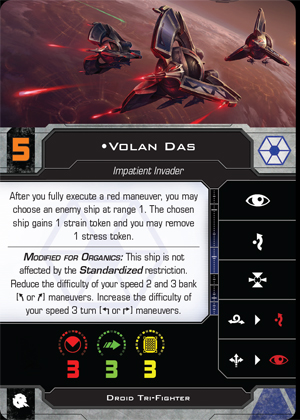 5
•Volan Das
Impatient Invader
After you fully execute a red maneuver, you may
choose an enemy ship at range 1. The chosen
ship gains 1 strain token and you may remove
1 stress token.
Modified for Organics: This ship is not
affected by the Standardized restriction.
Reduce the difficulty of your speed 2 and 3 bank
[↰ or ↱] maneuvers. Increase the difficulty of
your speed 3 turn [↰ or ↱] maneuvers.
3 3 3
Droid Tri-Fighter